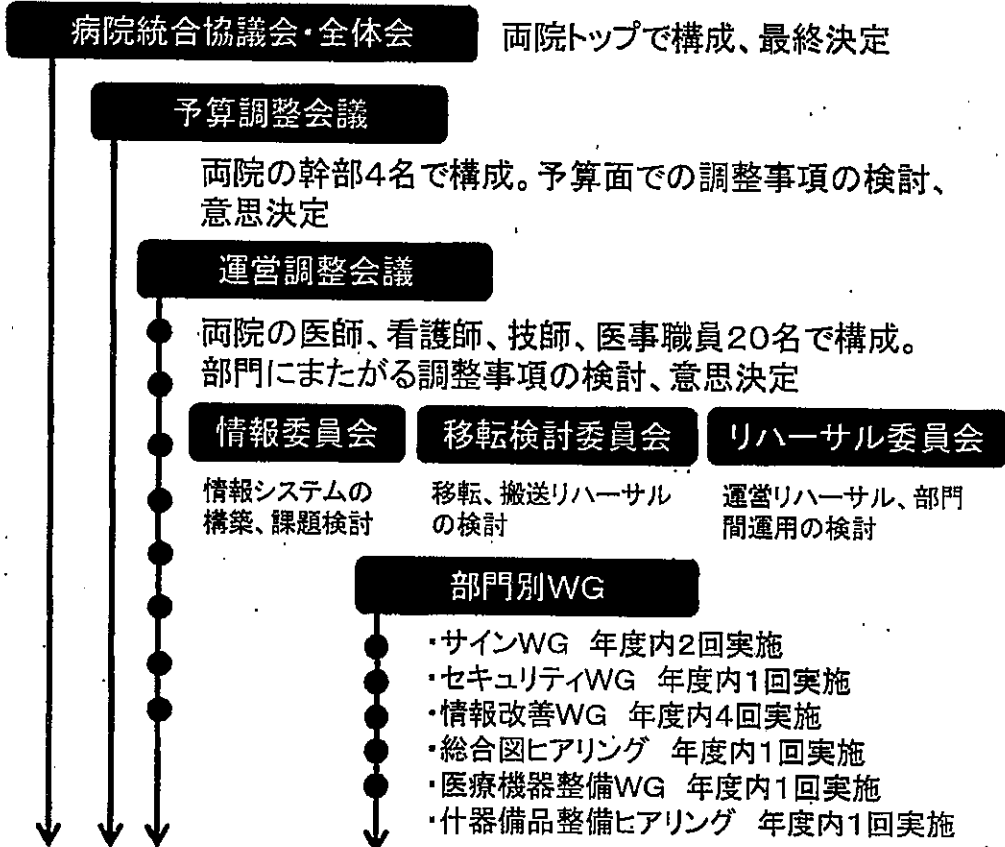 病院統合協議会・全体会
両院トップで構成、最終決定
予算調整会議
両院の幹部4名で構成。予算面での調整事項の検討、
意思決定
運営調整会議
両院の医師、看護師、技師、医事職員20名で構成。
部門にまたがる調整事項の検討、意思決定
情報委員会
移転検討委員会
リハーサル委員会
情報システムの
構築、課題検討
移転、搬送リハーサル
の検討
運営リハーサル、部門
間運用の検討
部門別WG
・サインWG 年度内2回実施
・セキュリティWG 年度内1回実施
・情報改善WG 年度内4回実施
・総合図ヒアリング 年度内1回実施
・医療機器整備WG 年度内1回実施
・什器備品整備ヒアリング 年度内1回実施